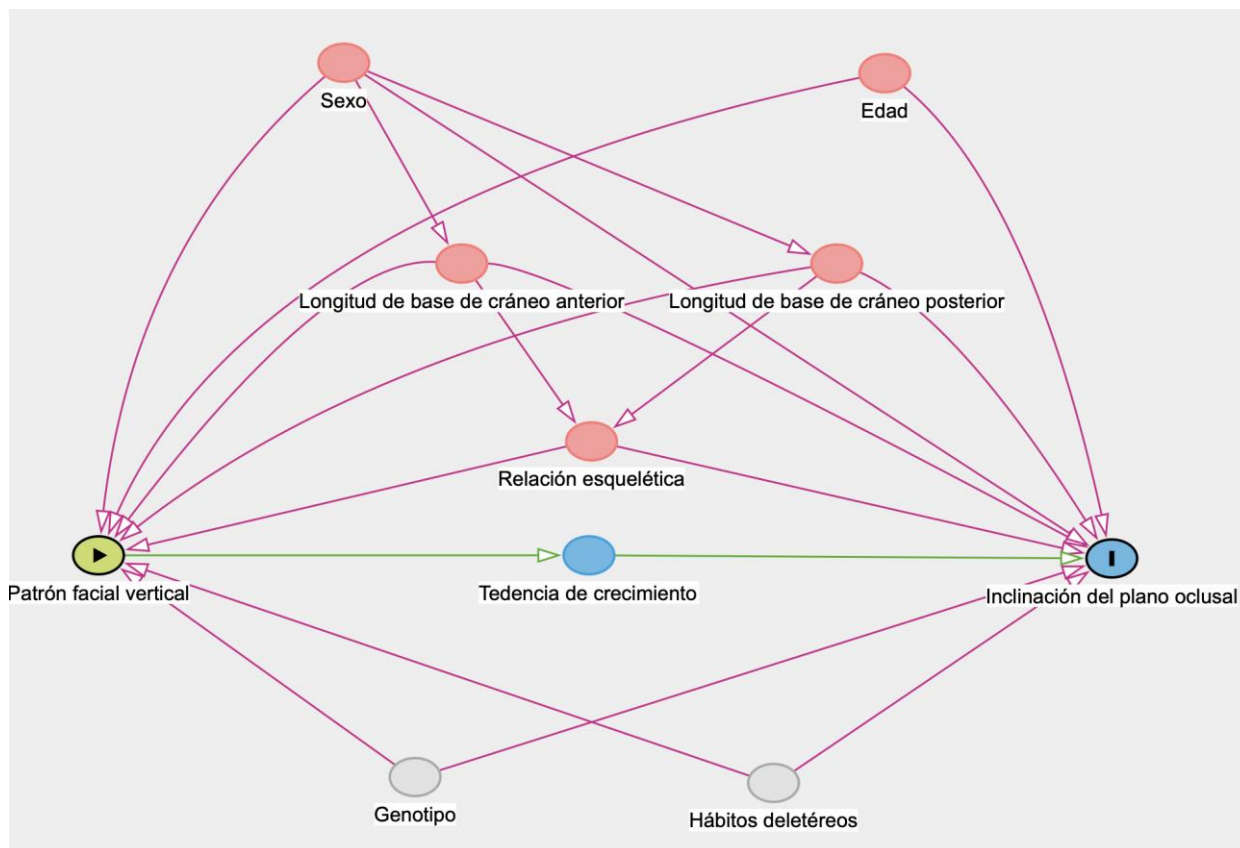 Sexo
Edad
Longitud de base de cráneo anterior
Longitud de base de cráneo posterior
Relación esquelética
Patrón facial vertical
Tedencia de crecimiento
Inclinación del plano oclusal
Genotipo
Hábitos deletéreos